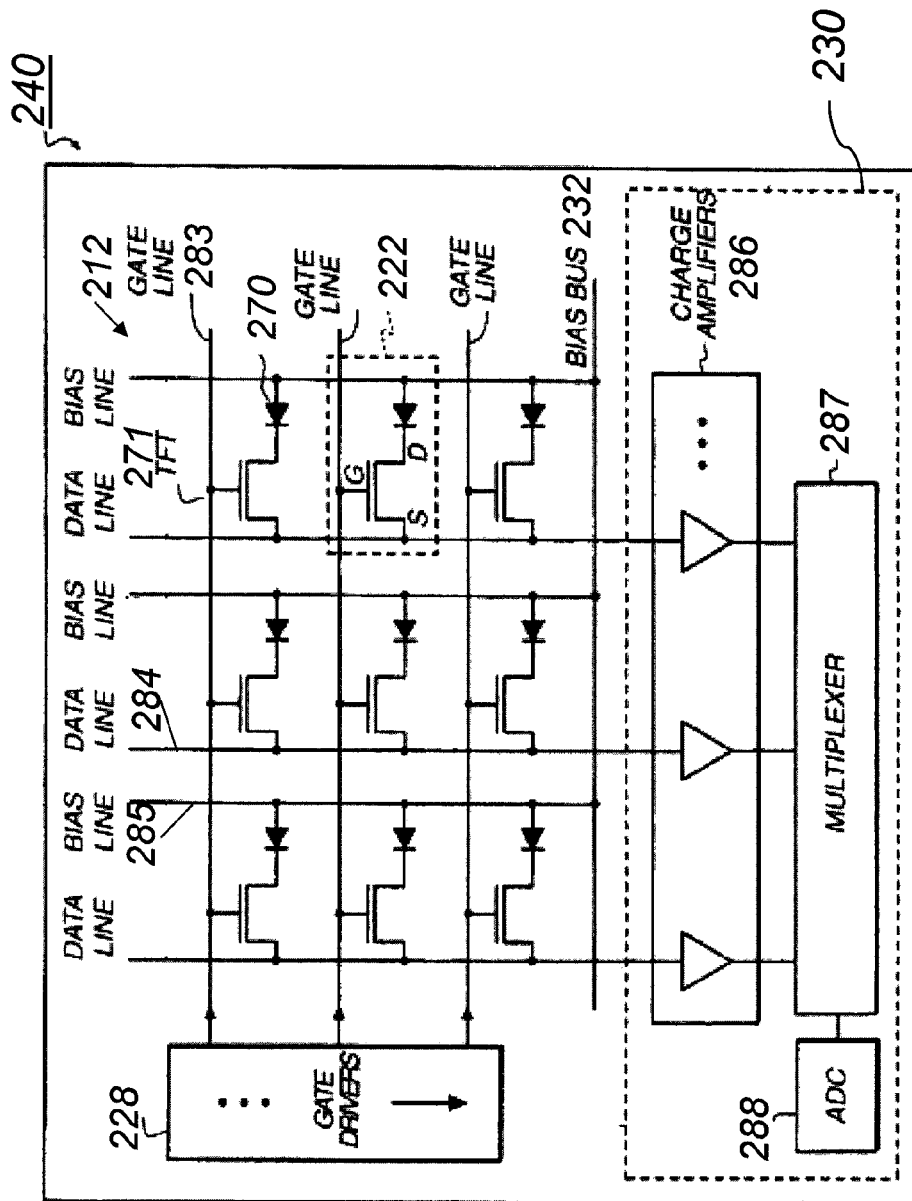 240
DATA
LINE
BIAS
LINE
285
DATA
LINE
284
BIAS
LINE
DATA
LINE
271
TFT
BIAS
LINE
212
GATE
LINE
283
270
GATE
LINE
222
G
S
D
GATE
LINE
BIAS BUS 232
228
GATE
DRIVERS
CHARGE
AMPLIFIERS
286
MULTIPLEXER
287
ADC
288
230